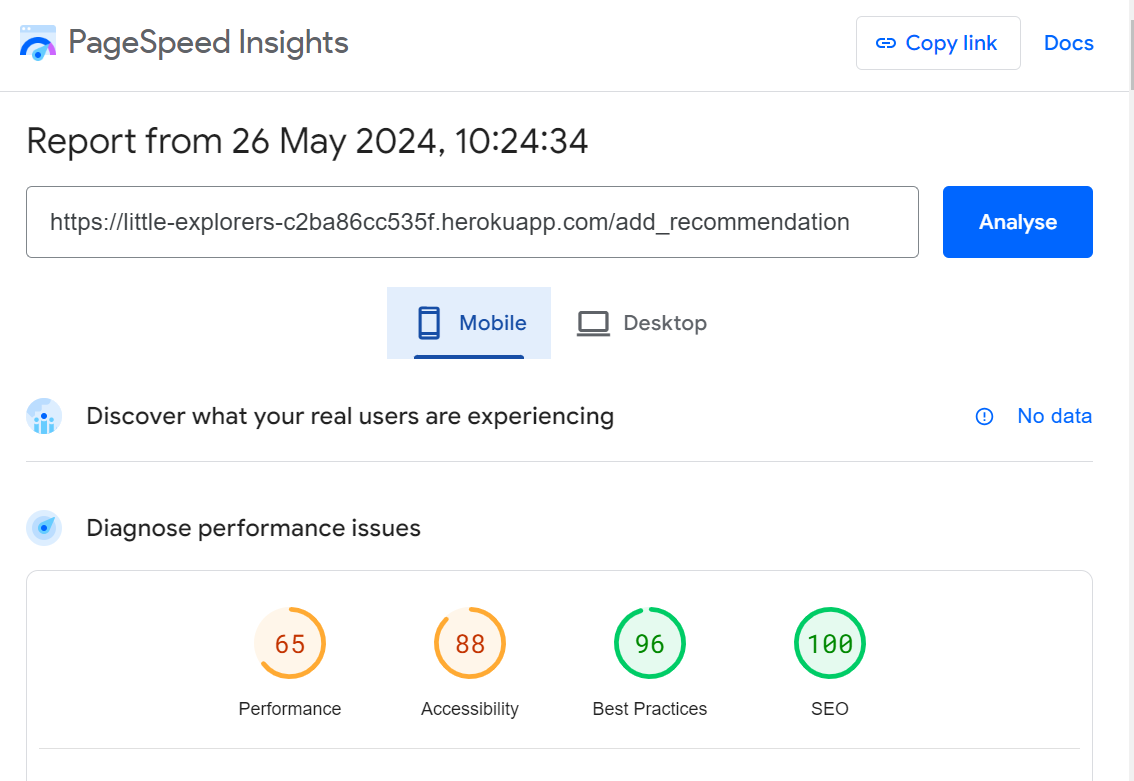 PageSpeed Insights
Copy link
Docs
Report from 26 May 2024, 10:24:34
https://little-explorers-c2ba86cc535f.herokuapp.com/add_recommendation
Analyse
Mobile
Desktop
Discover what your real users are experiencing
No data
Diagnose performance issues
65
88
96
100
Performance
Accessibility
Best Practices
SEO